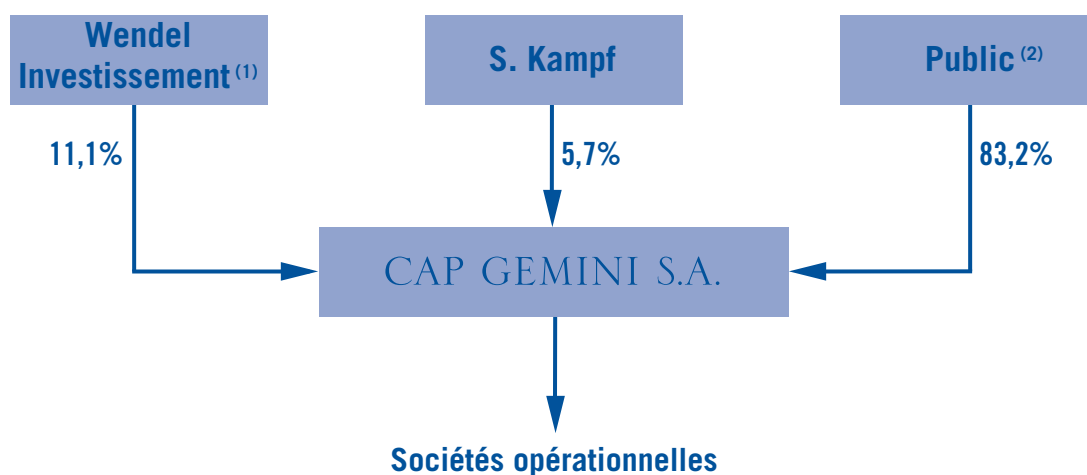 Wendel
Investissement (1)
S. Kampf
Public (2)
11,1%
5,7%
83,2%
CAP GEMINI S.A.
Sociétés opérationnelles